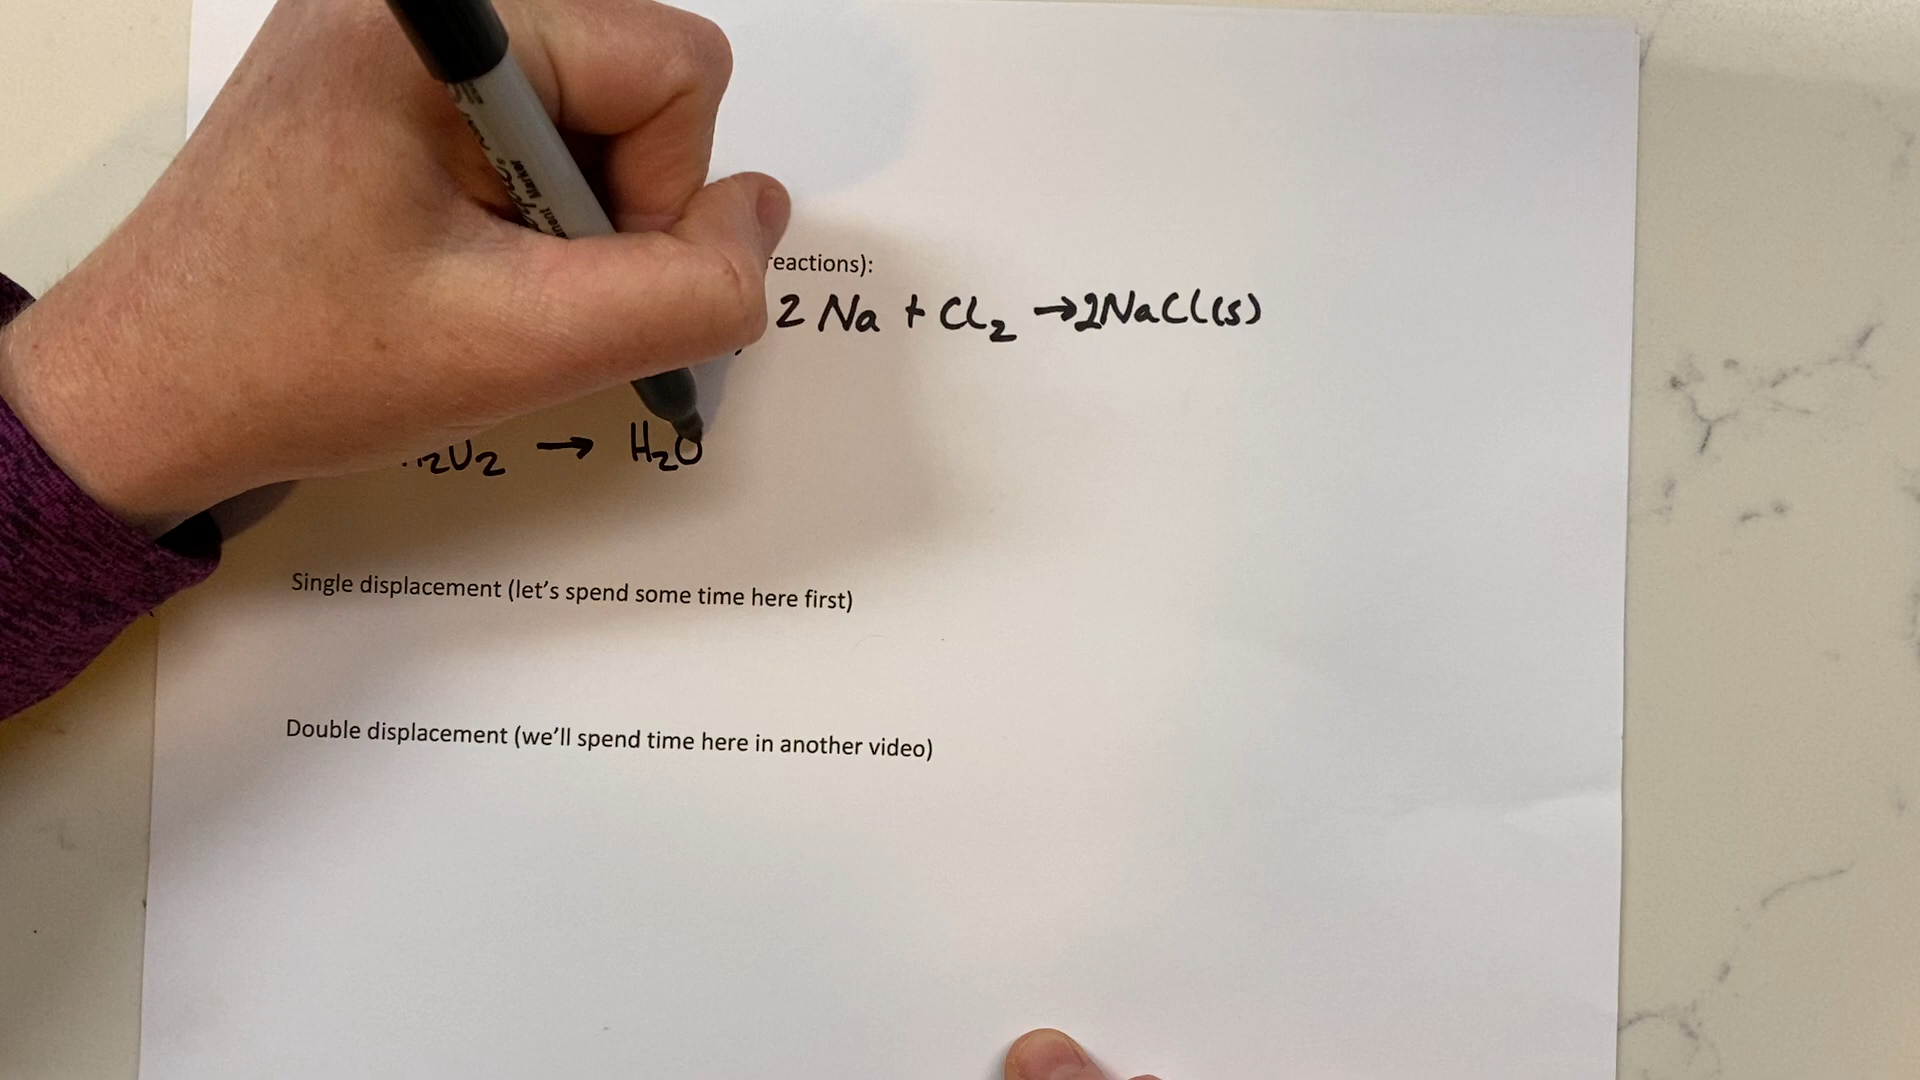 reactions):
2 Na + Cl₂ → 2NaCl(s)
H₂O₂ → H₂O
Single displacement (let's spend some time here first)
Double displacement (we'll spend time here in another video)